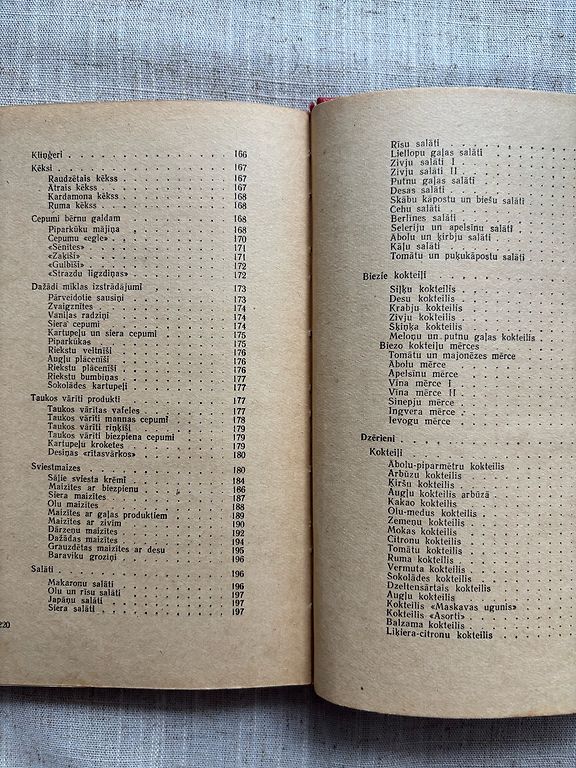 Kliņģeri 166
Kēksi 167
Raudzētais kēkss 167
Ātrais kēkss 167
Kardamona kēkss 168
Ruma kēkss 168
Cepumi bērnu galdam 168
Piparkūku mājiņa 168
Cepumu «egle» 170
«Sēnītes» 171
«Zaķīši» 171
«Gulbīši» 172
«Strazdu ligzdiņas» 172
Dažādi mīklas izstrādājumi 173
Pārveidotie sausiņi 173
Zvaigznītes 174
Vaniļas radziņi 174
Siera cepumi 174
Kartupeļu un siera cepumi 175
Piparkūkas 175
Riekstu veltnīši 176
Augļu plācenīši 176
Riekstu plācenīši 176
Riekstu bumbiņas 177
Šokolādes kartupeļi 177
Taukos vārīti produkti 177
Taukos vārītas vafeles 177
Taukos vārīti mannas cepumi 178
Taukos vārīti riņķīši 179
Taukos vārīti biezpiena cepumi 179
Kartupeļu kroketes 179
Desiņas «rītasvārkos» 180
Sviestmaizes 180
Sāļie sviesta krēmi 184
Maizītes ar biezpienu 186
Siera maizītes 187
Olu maizītes 188
Maizītes ar gaļas produktiem 189
Maizītes ar zivīm 190
Dārzeņu maizītes 192
Dažādas maizītes 194
Grauzdētas maizītes ar desu 195
Baraviku groziņi 195
Salāti 196
Makaronu salāti 196
Olu un rīsu salāti 197
Japāņu salāti 197
Siera salāti 197
220
Rīsu salāti
Liellopu gaļas salāti
Zivju salāti I
Zivju salāti II
Putnu gaļas salāti
Desas salāti
Skābu kāpostu un biešu salāti
Čehu salāti
Berlīnes salāti
Seleriju un apelsīnu salāti
Ābolu un ķirbju salāti
Kāļu salāti
Tomātu un puķukāpostu salāti
Biezie kokteiļi
Siļķu kokteilis
Desu kokteilis
Krabju kokteilis
Zivju kokteilis
Šķiņķa kokteilis
Meloņu un putnu gaļas kokteilis
Biezo kokteiļu mērces
Tomātu un majonēzes mērce
Ābolu mērce
Apelsīnu mērce
Vīna mērce I
Vīna mērce II
Sinepju mērce
Ingvera mērce
Ievogu mērce
Dzērieni
Kokteiļi
Ābolu-piparmētru kokteilis
Arbūzu kokteilis
Ķiršu kokteilis
Augļu kokteilis arbūzā
Kakao kokteilis
Olu-medus kokteilis
Zemeņu kokteilis
Mokas kokteilis
Citronu kokteilis
Tomātu kokteilis
Ruma kokteilis
Vermuta kokteilis
Šokolādes kokteilis
Dzeltensārtais kokteilis
Augļu kokteilis
Kokteilis «Maskavas ugunis»
Kokteilis «Asorti»
Balzama kokteilis
Liķiera-citronu kokteilis